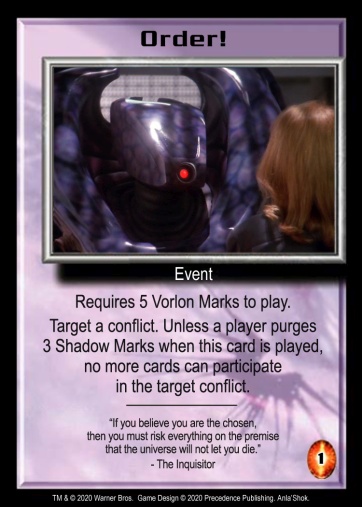 Order!
Event
Requires 5 Vorlon Marks to play.
Target a conflict. Unless a player purges
3 Shadow Marks when this card is played,
no more cards can participate
in the target conflict.
“If you believe you are the chosen,
then you must risk everything on the premise
that the universe will not let you die.”
- The Inquisitor
1
TM & © 2020 Warner Bros. Game Design © 2020 Precedence Publishing. Anla'Shok.